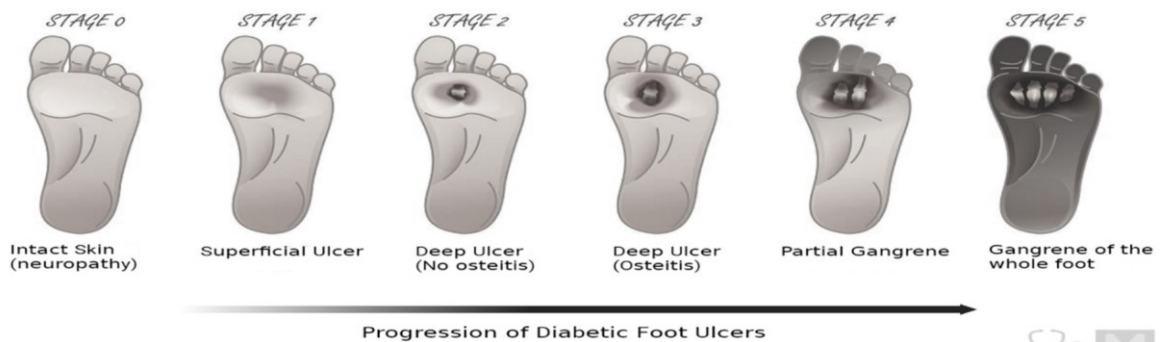 STAGE 0
STAGE 1
STAGE 2
STAGE 3
STAGE 4
STAGE 5
Intact Skin
(neuropathy)
Superficial Ulcer
Deep Ulcer
(No osteitis)
Deep Ulcer
(Osteitis)
Partial Gangrene
Gangrene of the
whole foot
Progression of Diabetic Foot Ulcers